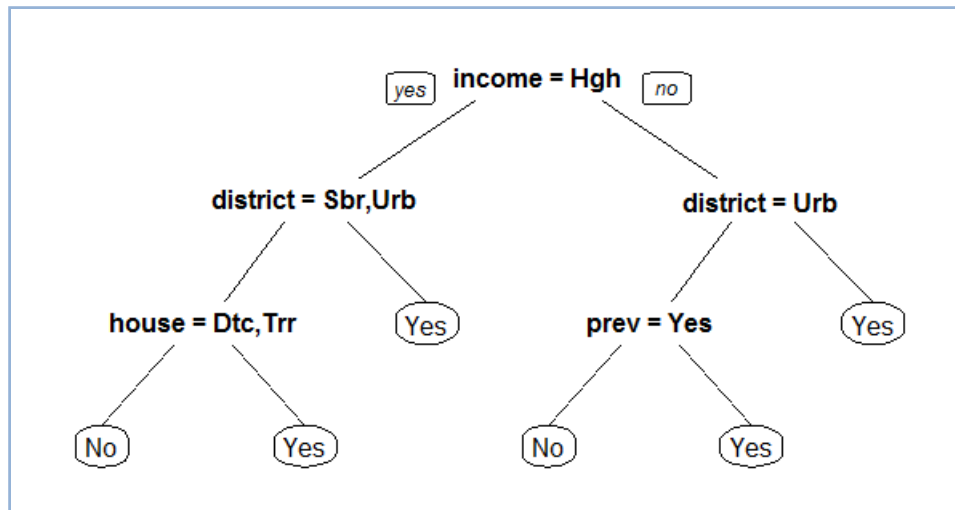 yes income = Hgh no
district = Sbr,Urb district = Urb
house = Dtc,Trr Yes prev = Yes Yes
No Yes No Yes